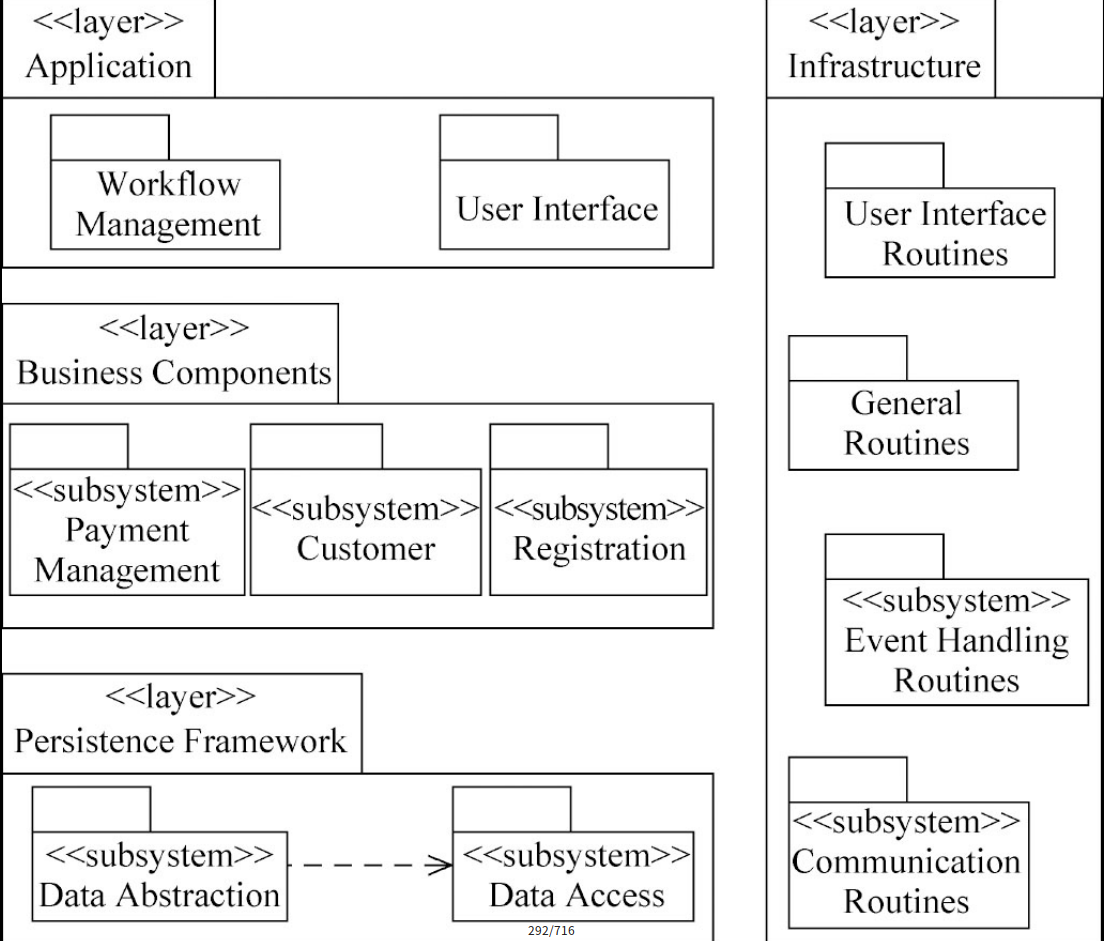 <<layer>>
Application
Workflow
Management
User Interface
<<layer>>
Business Components
<<subsystem>>
Payment
Management
<<subsystem>>
Customer
<<subsystem>>
Registration
<<layer>>
Persistence Framework
<<subsystem>>
Data Abstraction
<<subsystem>>
Data Access
<<layer>>
Infrastructure
User Interface
Routines
General
Routines
<<subsystem>>
Event Handling
Routines
<<subsystem>>
Communication
Routines
292/716